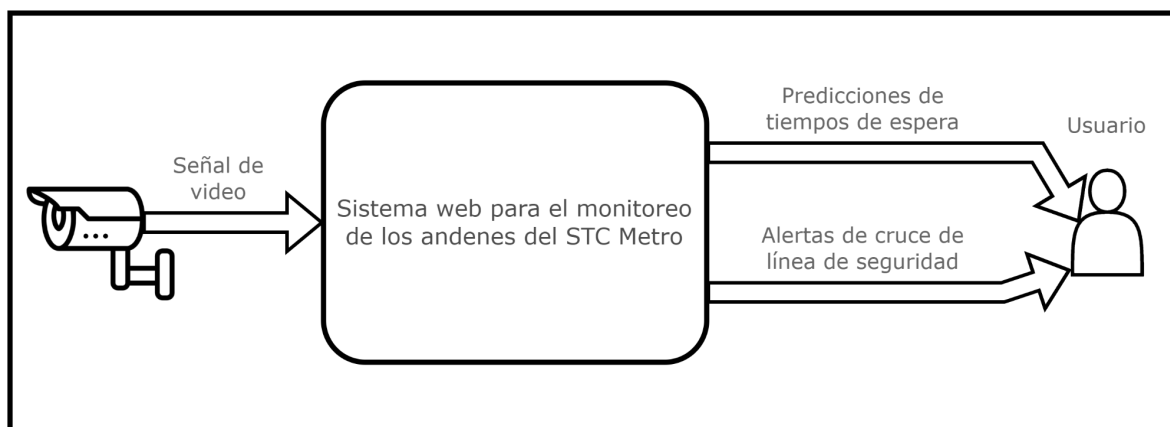 Señal de
video
Sistema web para el monitoreo
de los andenes del STC Metro
Predicciones de
tiempos de espera
Alertas de cruce de
línea de seguridad
Usuario